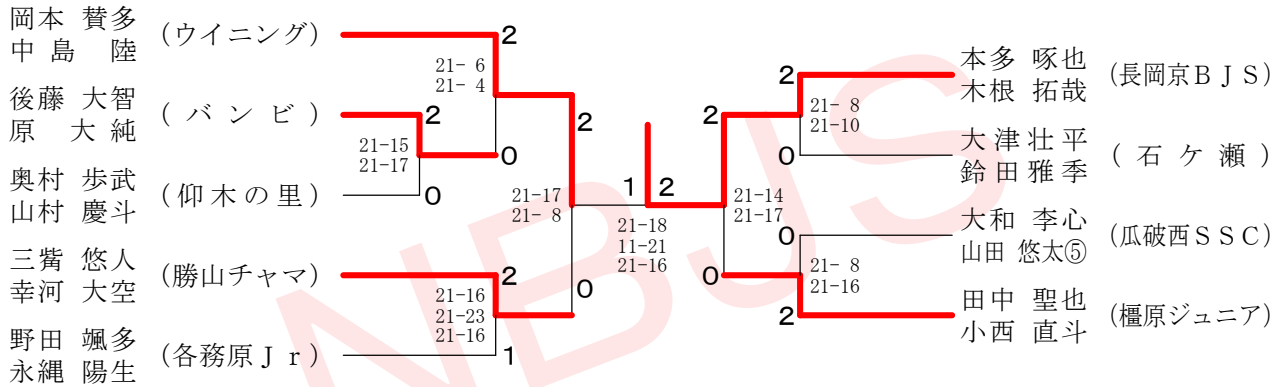 岡本 賛多
中島 陸
(ウイニング)
2
21- 6
21- 4
後藤 大智
原 大純
(バンビ)
2
0
21-15
21-17
奥村 歩武
山村 慶斗
(仰木の里)
0
2
21-17
21- 8
三觜 悠人
幸河 大空
(勝山チャマ)
2
0
21-16
21-23
21-16
野田 颯多
永縄 陽生
(各務原Jr)
1
1
2
21-18
11-21
21-16
本多 啄也
木根 拓哉
(長岡京BJS)
2
2
21- 8
21-10
大津壮平
鈴田雅季
(石ケ瀬)
0
21-14
21-17
大和 李心
山田 悠太⑤
(瓜破西SSC)
0
0
21- 8
21-16
田中 聖也
小西 直斗
(橿原ジュニア)
2
NBJS